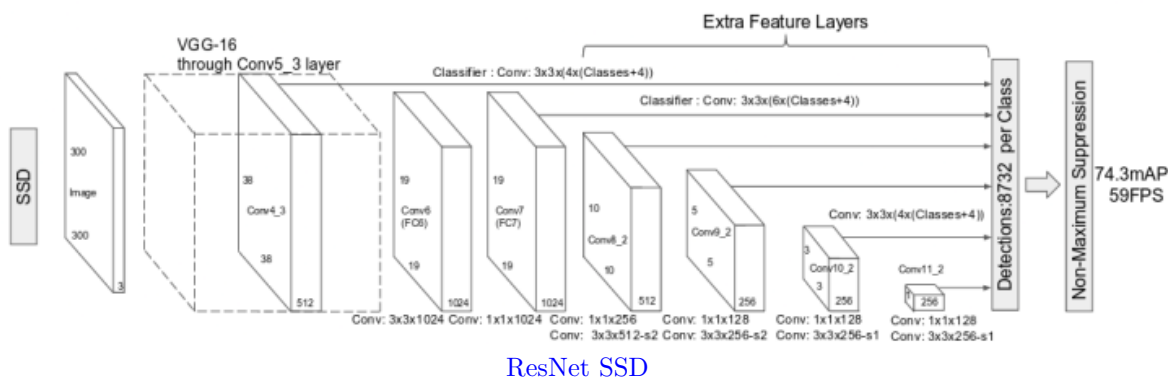 Extra Feature Layers
VGG-16
through Conv5_3 layer
Classifier : Conv: 3x3x(4x(Classes+4))
Classifier : Conv: 3x3x(6x(Classes+4))
SSD
300
Image
300
3
38
Conv4_3
38
512
19
Conv6
(FC6)
19
1024
19
Conv7
(FC7)
19
1024
10
Conv8_2
10
512
5
Conv9_2
5
256
Conv: 3x3x(4x(Classes+4))
3
Conv10_2
3
256
Conv11_2
1
256
Detections:8732 per Class
Non-Maximum Suppression
74.3mAP
59FPS
Conv: 3x3x1024
Conv: 1x1x1024
Conv: 1x1x256
Conv: 3x3x512-s2
Conv: 1x1x128
Conv: 3x3x256-s2
Conv: 1x1x128
Conv: 3x3x256-s1
Conv: 1x1x128
Conv: 3x3x256-s1
ResNet SSD